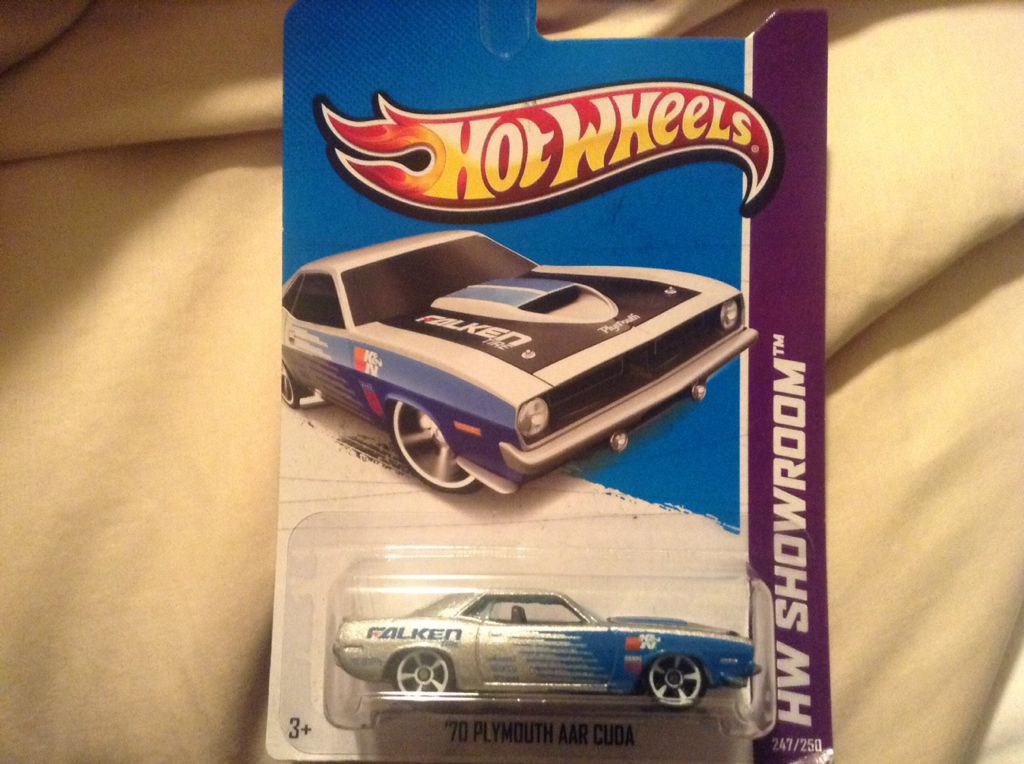 HOT WHEELS®
FALKEN
TIRE
Plymouth
K&N
HW SHOWROOM™
FALKEN
K&N
3+
'70 PLYMOUTH AAR CUDA
247/250